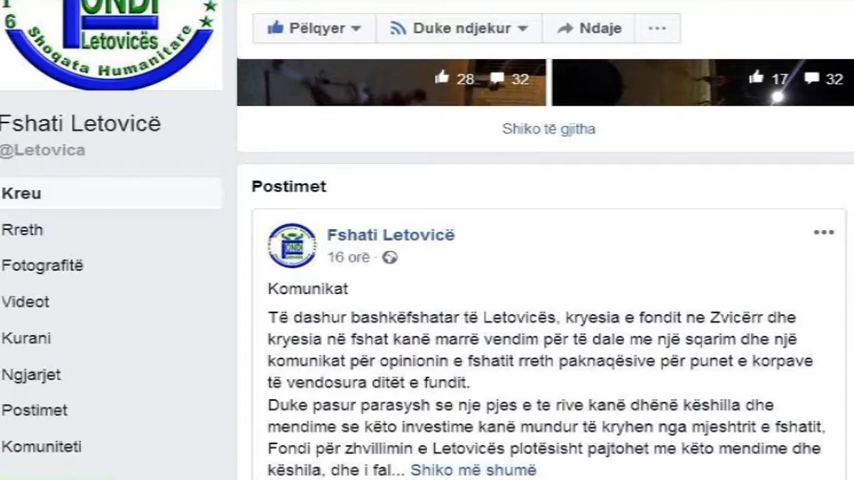 16
FONDI
Letovicës
Shoqata Humanitare
Pëlqyer
Duke ndjekur
Ndaje
28
32
17
32
Shiko të gjitha
Fshati Letovicë
@Letovica
Kreu
Rreth
Fotografitë
Videot
Kurani
Ngjarjet
Postimet
Komuniteti
Postimet
Fshati Letovicë
16 orë ·
Komunikat
Të dashur bashkëfshatar të Letovicës, kryesia e fondit ne Zvicërr dhe
kryesia në fshat kanë marrë vendim për të dale me një sqarim dhe një
komunikat për opinionin e fshatit rreth paknaqësive për punet e korpave
të vendosura ditët e fundit.
Duke pasur parasysh se nje pjes e te rive kanë dhënë këshilla dhe
mendime se këto investime kanë mundur të kryhen nga mjeshtrit e fshatit,
Fondi për zhvillimin e Letovicës plotësisht pajtohet me këto mendime dhe
këshila, dhe i fal... Shiko më shumë